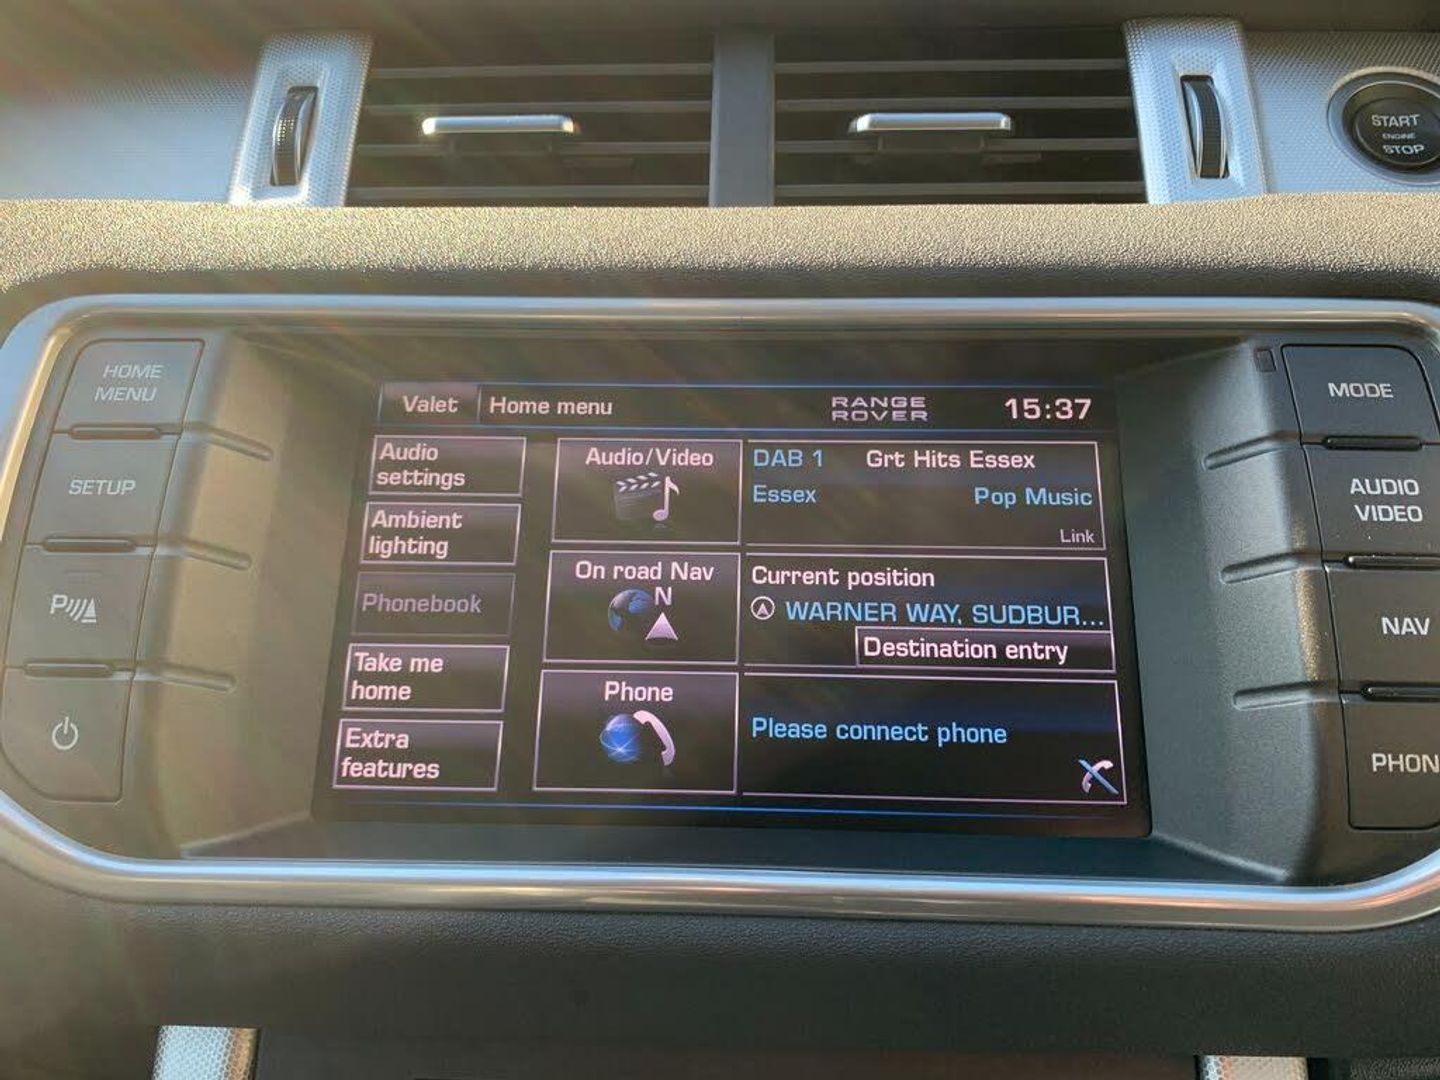 START
ENGINE
STOP
HOME
MENU
SETUP
P
MODE
AUDIO
VIDEO
NAV
PHON
Valet
Home menu
RANGE
ROVER
15:37
Audio
settings
Ambient
lighting
Phonebook
Take me
home
Extra
features
Audio/Video
On road Nav
N
Phone
DAB 1 Grt Hits Essex
Essex Pop Music
Link
Current position
WARNER WAY, SUDBUR...
Destination entry
Please connect phone